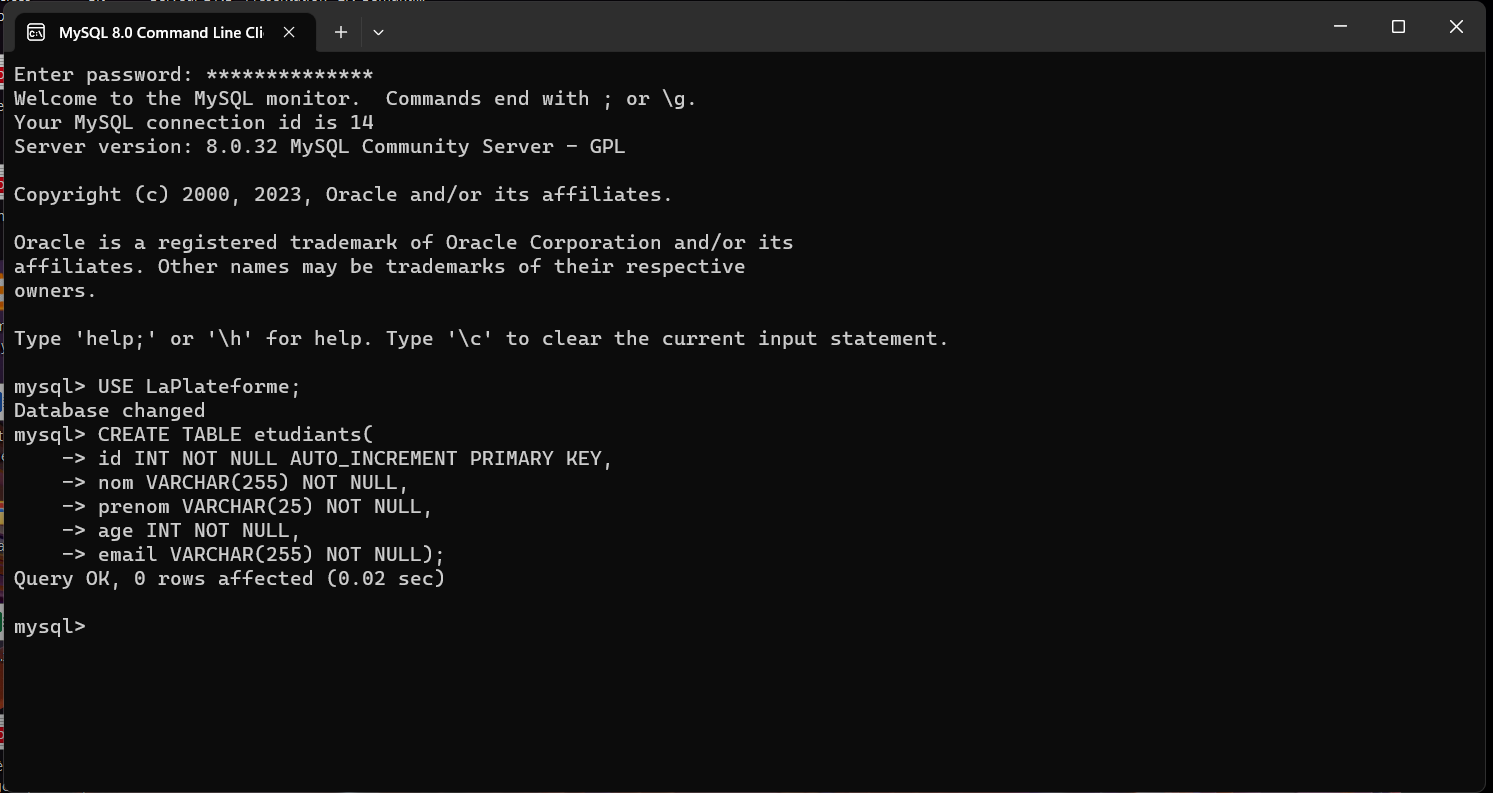 MySQL 8.0 Command Line Cli
Enter password: **************
Welcome to the MySQL monitor.  Commands end with ; or \g.
Your MySQL connection id is 14
Server version: 8.0.32 MySQL Community Server - GPL
Copyright (c) 2000, 2023, Oracle and/or its affiliates.
Oracle is a registered trademark of Oracle Corporation and/or its
affiliates. Other names may be trademarks of their respective
owners.
Type 'help;' or '\h' for help. Type '\c' to clear the current input statement.
mysql> USE LaPlateforme;
Database changed
mysql> CREATE TABLE etudiants(
    -> id INT NOT NULL AUTO_INCREMENT PRIMARY KEY,
    -> nom VARCHAR(255) NOT NULL,
    -> prenom VARCHAR(25) NOT NULL,
    -> age INT NOT NULL,
    -> email VARCHAR(255) NOT NULL);
Query OK, 0 rows affected (0.02 sec)
mysql>